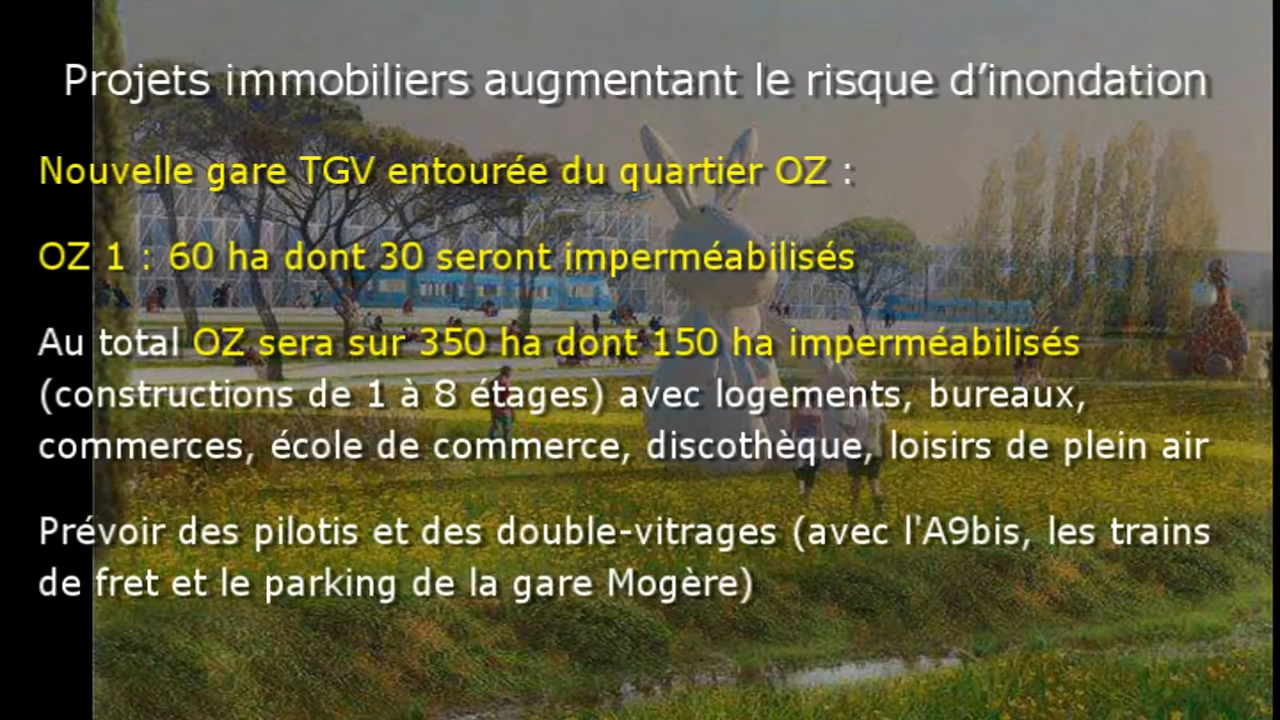 Projets immobiliers augmentant le risque d’inondation
Nouvelle gare TGV entourée du quartier OZ :
OZ 1 : 60 ha dont 30 seront imperméabilisés
Au total OZ sera sur 350 ha dont 150 ha imperméabilisés
(constructions de 1 à 8 étages) avec logements, bureaux,
commerces, école de commerce, discothèque, loisirs de plein air
Prévoir des pilotis et des double-vitrages (avec l'A9bis, les trains
de fret et le parking de la gare Mogère)